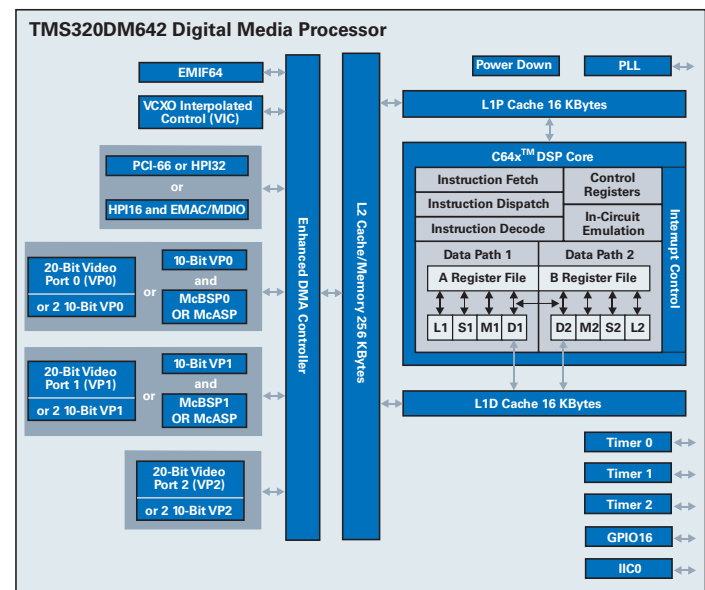 TMS320DM642 Digital Media Processor
EMIF64
VCXO Interpolated
Control (VIC)
PCI-66 or HPI32
or
HPI16 and EMAC/MDIO
20-Bit Video
Port 0 (VP0)
or 2 10-Bit VP0
or
10-Bit VP0
and
McBSP0
OR McASP
20-Bit Video
Port 1 (VP1)
or 2 10-Bit VP1
or
10-Bit VP1
and
McBSP1
OR McASP
20-Bit Video
Port 2 (VP2)
or 2 10-Bit VP2
Enhanced DMA Controller
L2 Cache/Memory 256 KBytes
Power Down
PLL
L1P Cache 16 KBytes
C64x™ DSP Core
Instruction Fetch
Instruction Dispatch
Instruction Decode
Control
Registers
In-Circuit
Emulation
Interrupt Control
Data Path 1
Data Path 2
A Register File
B Register File
L1 S1 M1 D1
D2 M2 S2 L2
L1D Cache 16 KBytes
Timer 0
Timer 1
Timer 2
GPIO16
IIC0